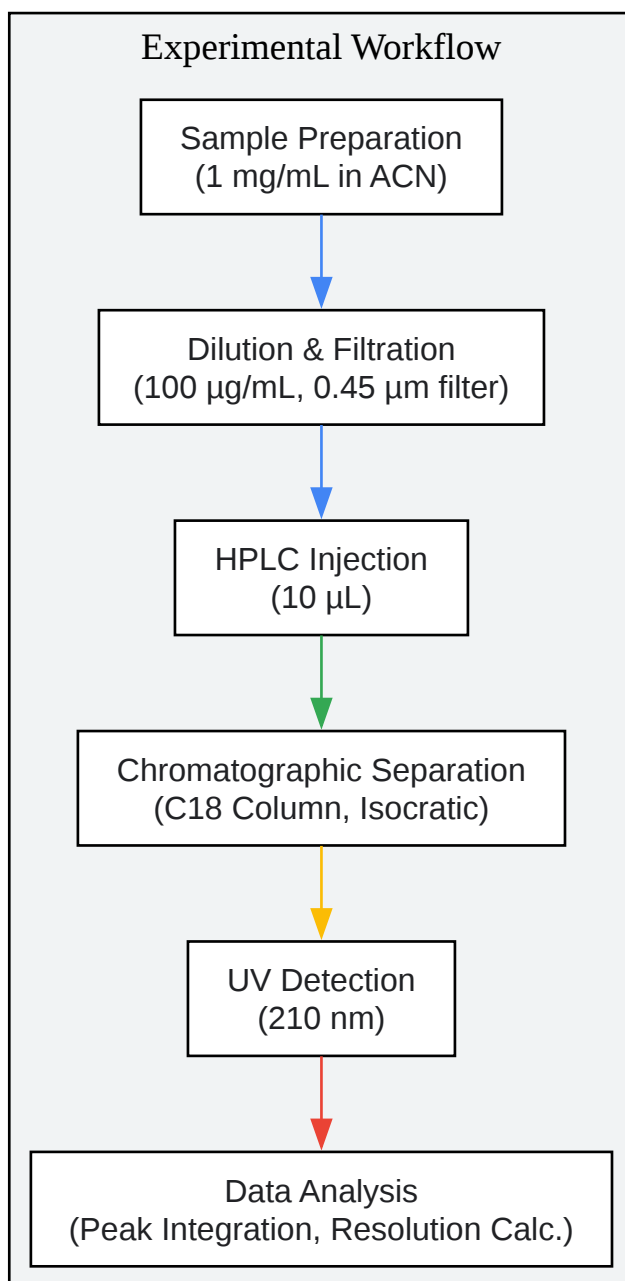 Experimental Workflow
Sample Preparation
(1 mg/mL in ACN)
Dilution & Filtration
(100 µg/mL, 0.45 µm filter)
HPLC Injection
(10 µL)
Chromatographic Separation
(C18 Column, Isocratic)
UV Detection
(210 nm)
Data Analysis
(Peak Integration, Resolution Calc.)